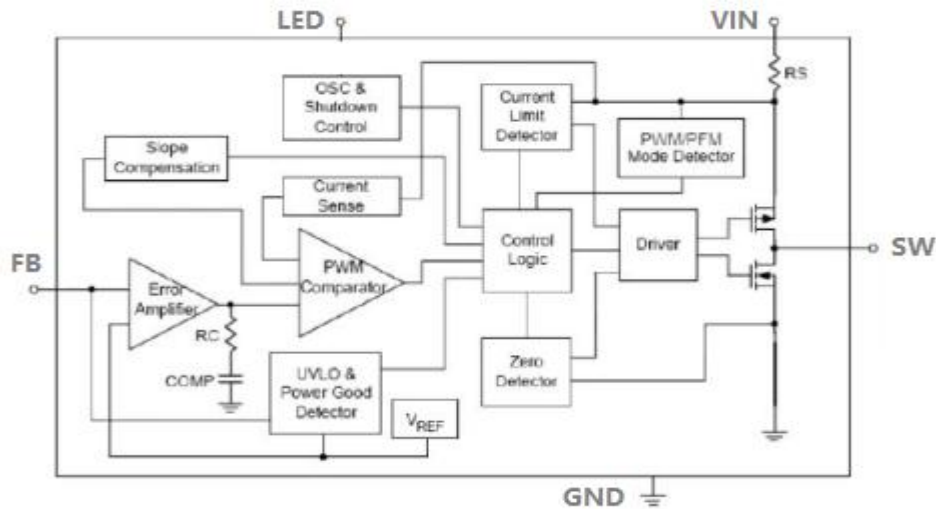 LED
VIN
RS
OSC &
Shutdown
Control
Current
Limit
Detector
PWM/PFM
Mode Detector
Slope
Compensation
Current
Sense
FB
Error
Amplifier
PWM
Comparator
Control
Logic
Driver
SW
RC
COMP
UVLO &
Power Good
Detector
VREF
Zero
Detector
GND